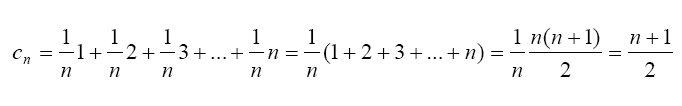 c_n = \frac{1}{n}1 + \frac{1}{n}2 + \frac{1}{n}3 + ... + \frac{1}{n}n = \frac{1}{n}(1 + 2 + 3 + ... + n) = \frac{1}{n}\frac{n(n+1)}{2} = \frac{n+1}{2}